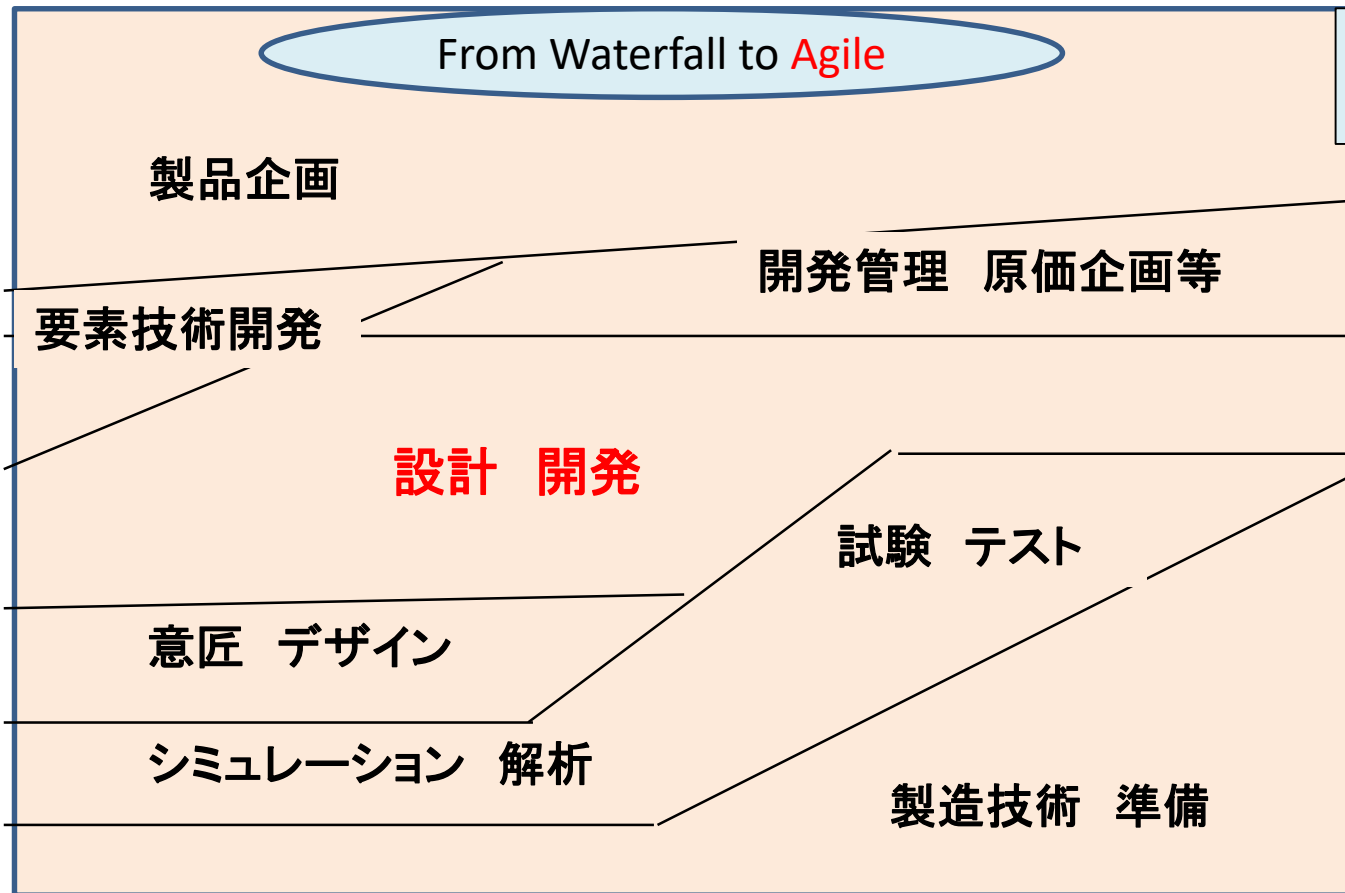 From Waterfall to Agile
製品企画
開発管理　原価企画等
要素技術開発
設計　開発
試験　テスト
意匠　デザイン
シミュレーション　解析
製造技術　準備